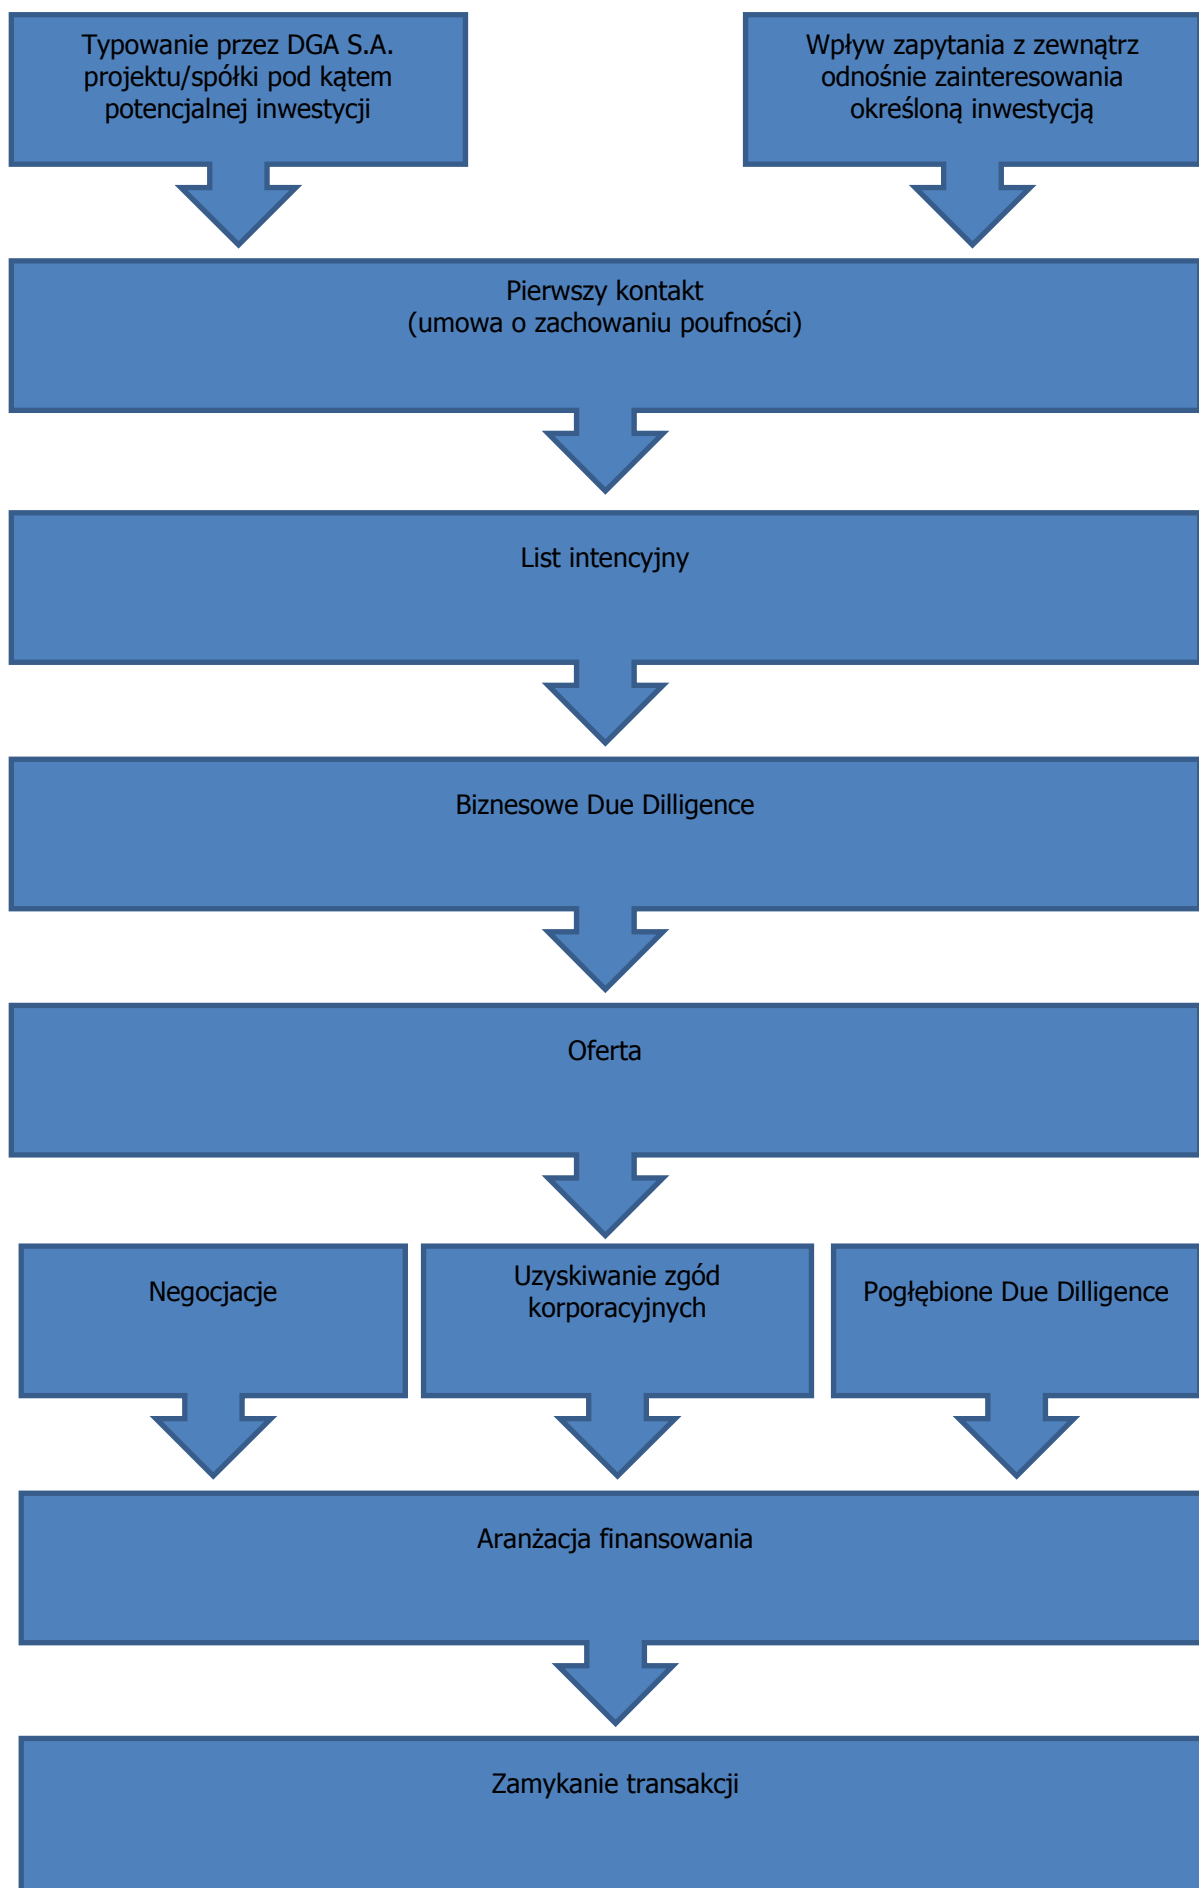 Typowanie przez DGA S.A.
projektu/spółki pod kątem
potencjalnej inwestycji
Wpływ zapytania z zewnątrz
odnośnie zainteresowania
określoną inwestycją
Pierwszy kontakt
(umowa o zachowaniu poufności)
List intencyjny
Biznesowe Due Dilligence
Oferta
Negocjacje
Uzyskiwanie zgód
korporacyjnych
Pogłębione Due Dilligence
Aranżacja finansowania
Zamykanie transakcji